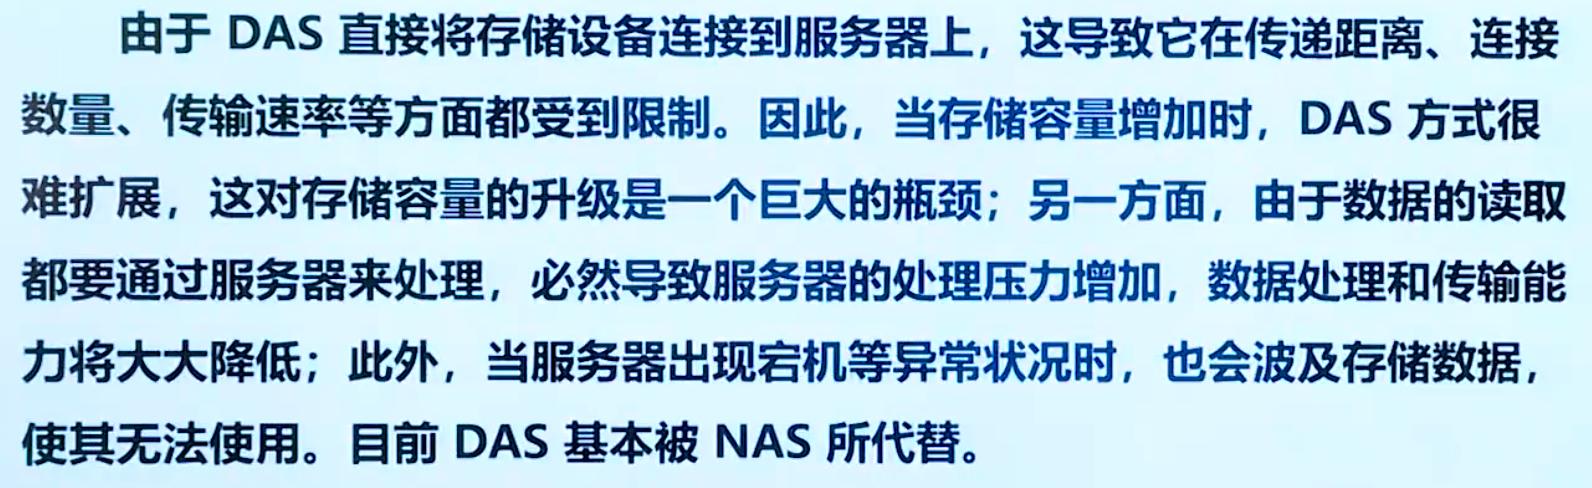 由于 DAS 直接将存储设备连接到服务器上，这导致它在传递距离、连接
数量、传输速率等方面都受到限制。因此，当存储容量增加时，DAS 方式很
难扩展，这对存储容量的升级是一个巨大的瓶颈；另一方面，由于数据的读取
都要通过服务器来处理，必然导致服务器的处理压力增加，数据处理和传输能
力将大大降低；此外，当服务器出现宕机等异常状况时，也会波及存储数据，
使其无法使用。目前 DAS 基本被 NAS 所代替。